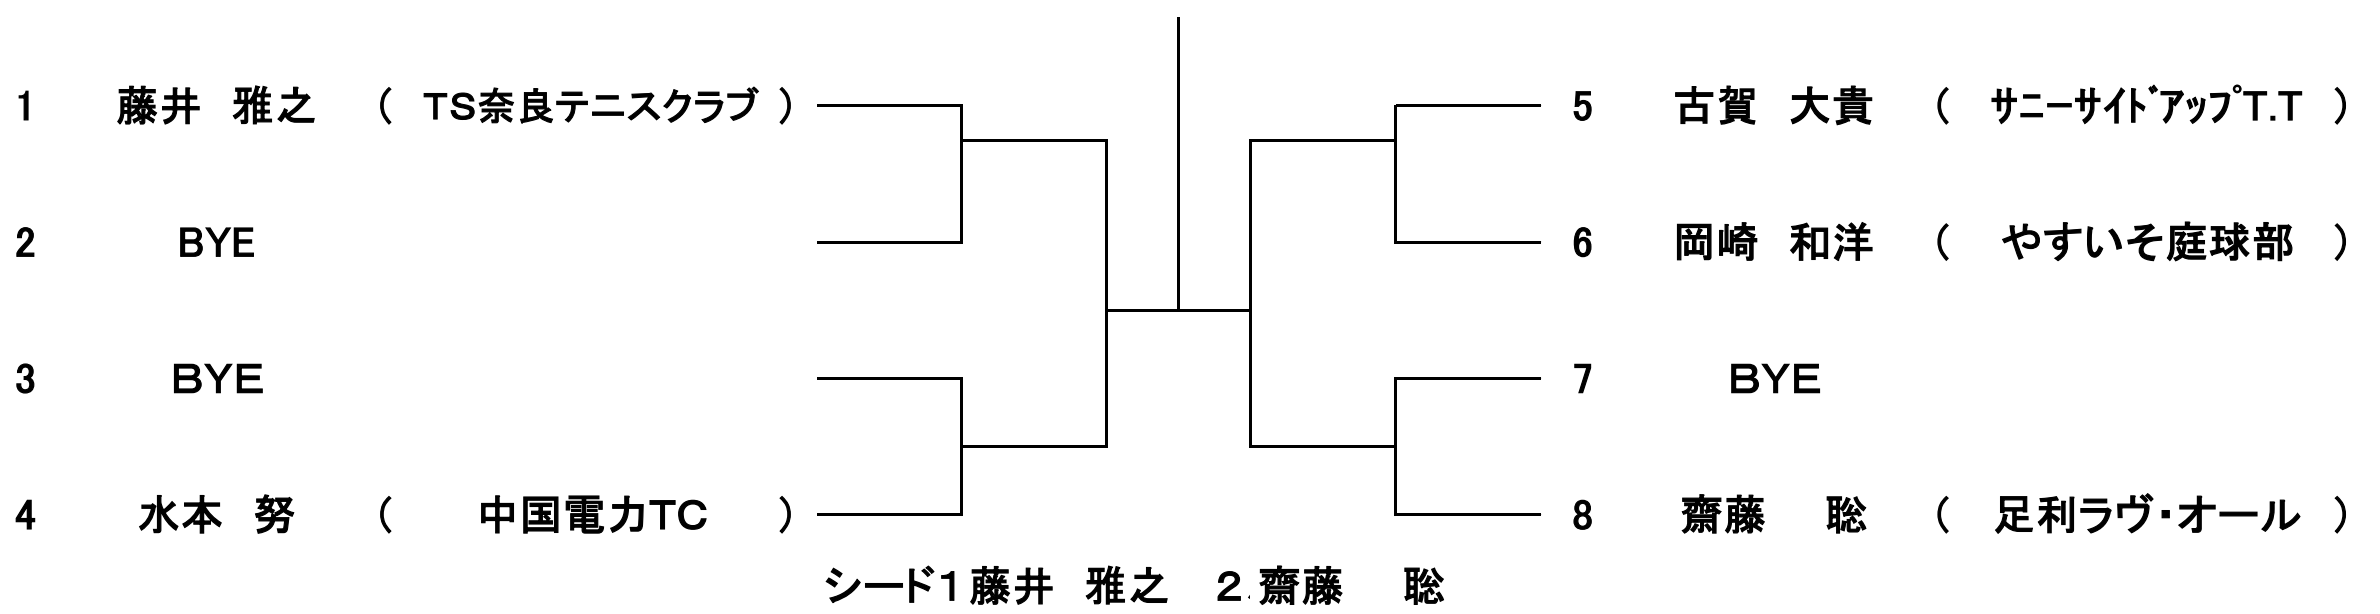 1 藤井 雅之 ( TS奈良テニスクラブ ) 5 古賀 大貴 ( ｻﾆｰｻｲﾄﾞｱｯﾌﾟT.T )
2 BYE 6 岡崎 和洋 ( やすいそ庭球部 )
3 BYE 7 BYE
4 水本 努 ( 中国電力TC ) 8 齋藤 聡 ( 足利ラヴ・オール )
シード１藤井 雅之 ２.齋藤 聡